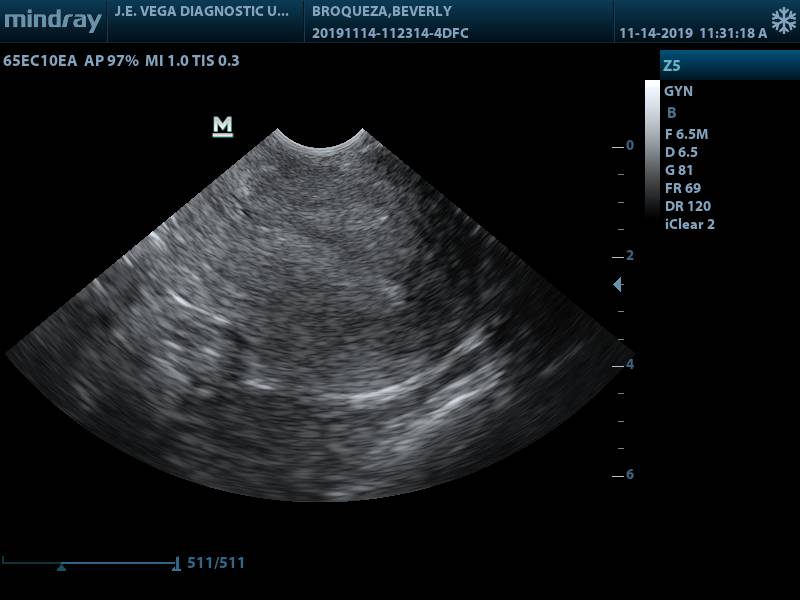 mindray
J.E. VEGA DIAGNOSTIC U...
BROQUEZA,BEVERLY
20191114-112314-4DFC
11-14-2019 11:31:18 A
65EC10EA AP 97% MI 1.0 TIS 0.3
Z5
M
GYN
B
F 6.5M
D 6.5
G 81
FR 69
DR 120
iClear 2
0
2
4
6
511/511